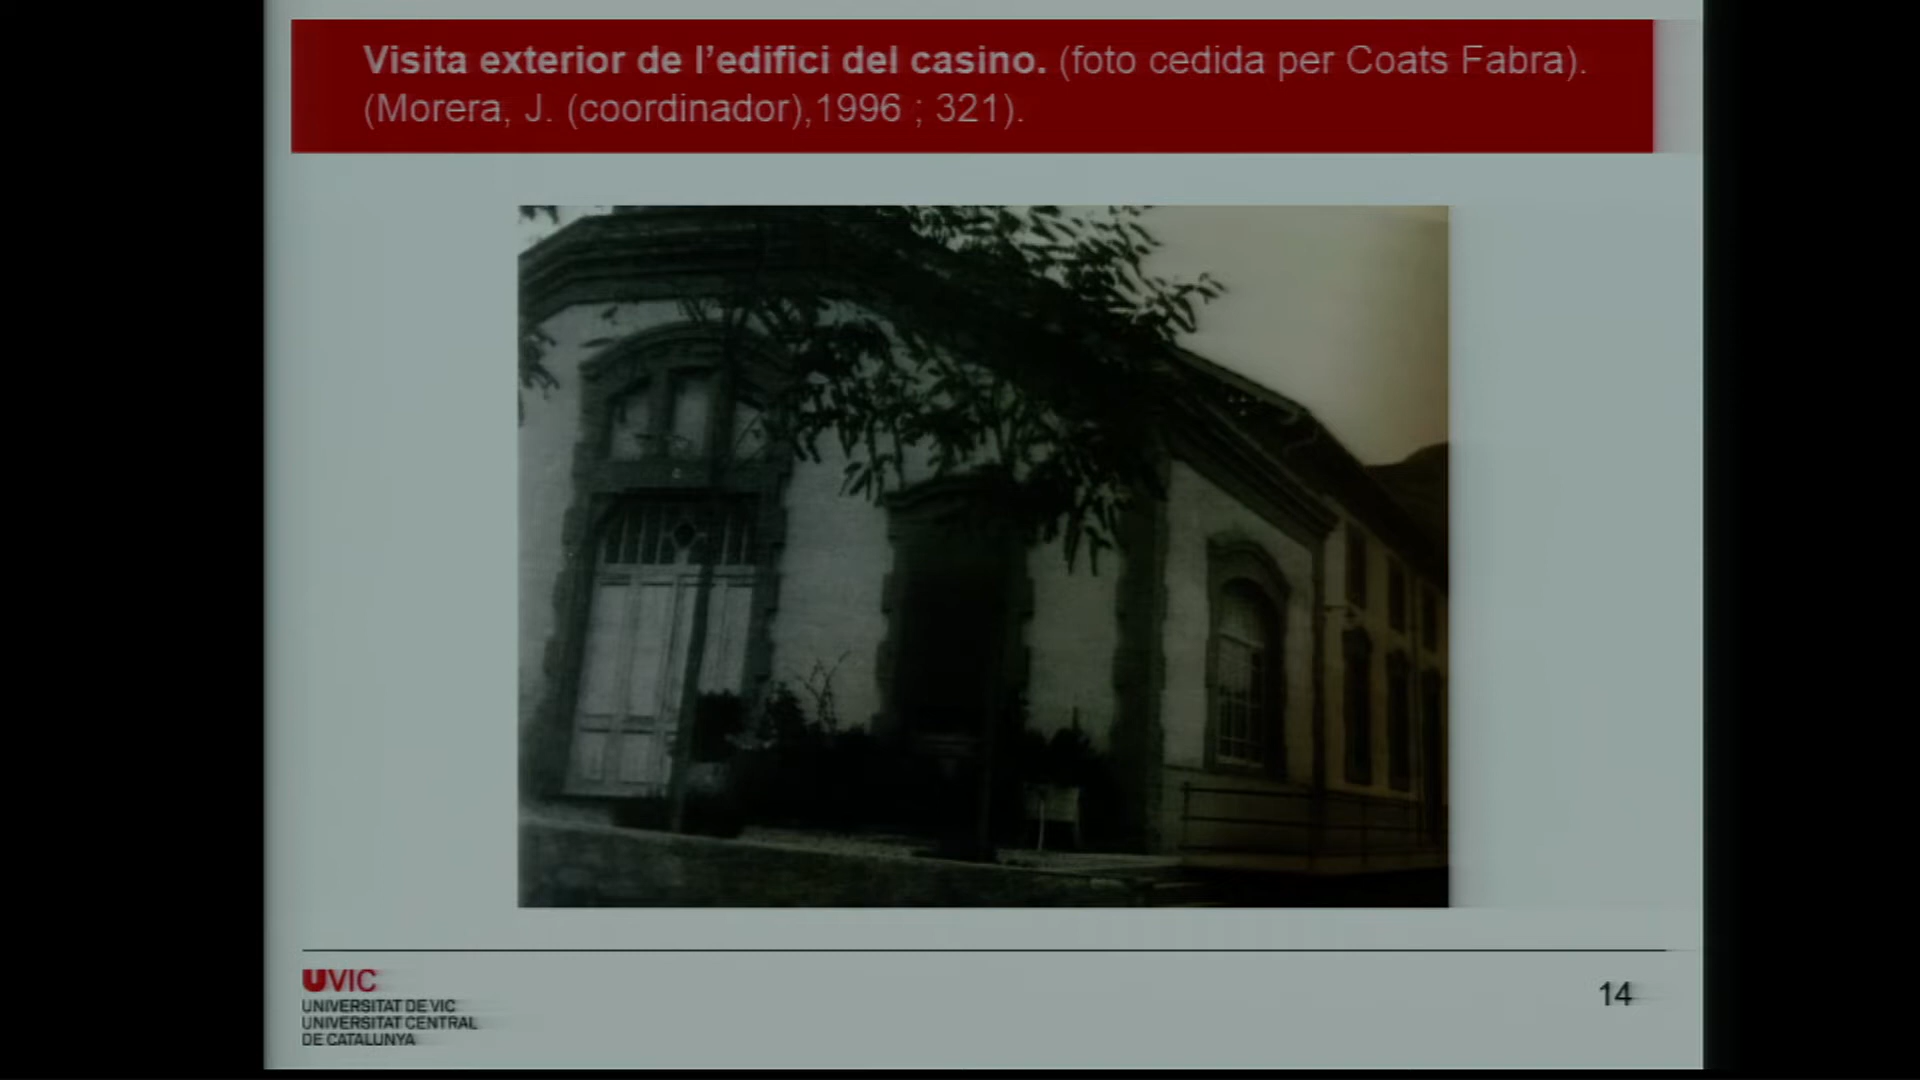 Visita exterior de l’edifici del casino. (foto cedida per Coats Fabra).
(Morera, J. (coordinador),1996 ; 321).
UVIC
UNIVERSITAT DE VIC
UNIVERSITAT CENTRAL
DE CATALUNYA
14